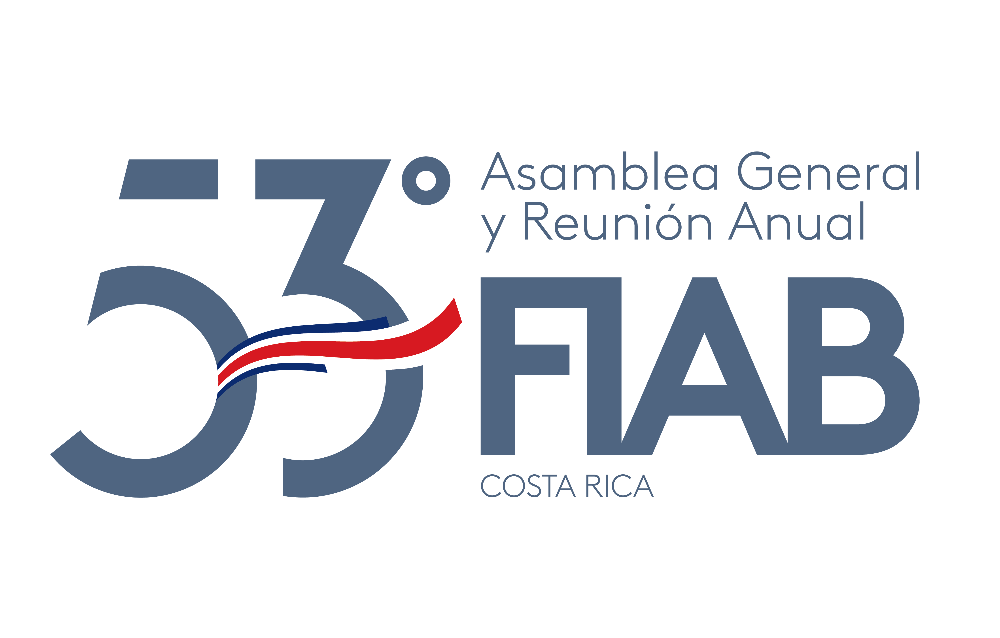 53°
Asamblea General
y Reunión Anual
FIAB
COSTA RICA